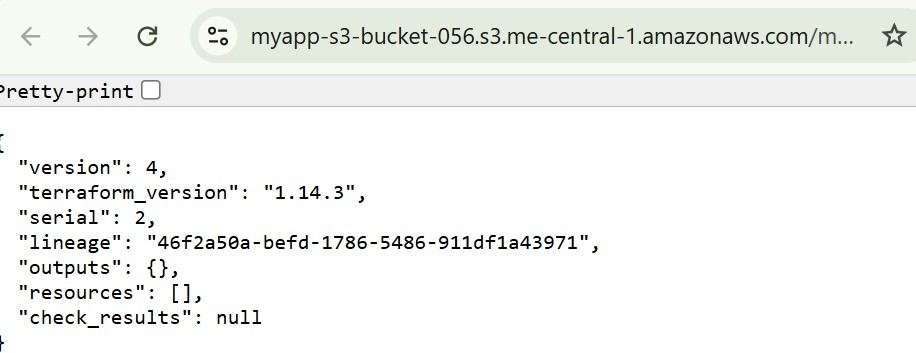 myapp-s3-bucket-056.s3.me-central-1.amazonaws.com/m...
Pretty-print
{
"version": 4,
"terraform_version": "1.14.3",
"serial": 2,
"lineage": "46f2a50a-befd-1786-5486-911df1a43971",
"outputs": {},
"resources": [],
"check_results": null
}